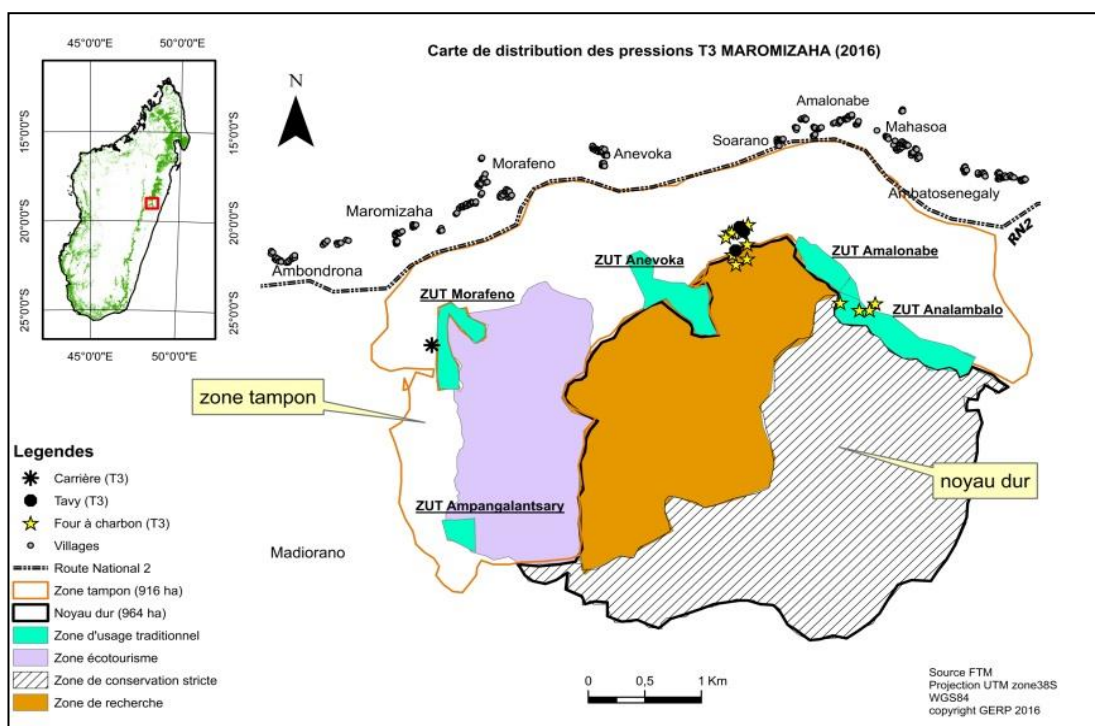 Carte de distribution des pressions T3 MAROMIZAHA (2016)
45°0'0"E 50°0'0"E
15°0'0"S
20°0'0"S
25°0'0"S
15°0'0"S
20°0'0"S
25°0'0"S
45°0'0"E 50°0'0"E
N
Amalonabe
Mahasoa
Soarano
Anevoka
Morafeno
Ambatosenegaly
Maromizaha
RN2
Ambondrona
ZUT Anevoka
ZUT Amalonabe
ZUT Morafeno
ZUT Analambalo
zone tampon
noyau dur
ZUT Ampangalantsary
Madiorano
Legendes
Carrière (T3)
Tavy (T3)
Four à charbon (T3)
Villages
Route National 2
Zone tampon (916 ha)
Noyau dur (964 ha)
Zone d'usage traditionnel
Zone écotourisme
Zone de conservation stricte
Zone de recherche
0 0,5 1 Km
Source FTM
Projection UTM zone38S
WGS84
copyright GERP 2016